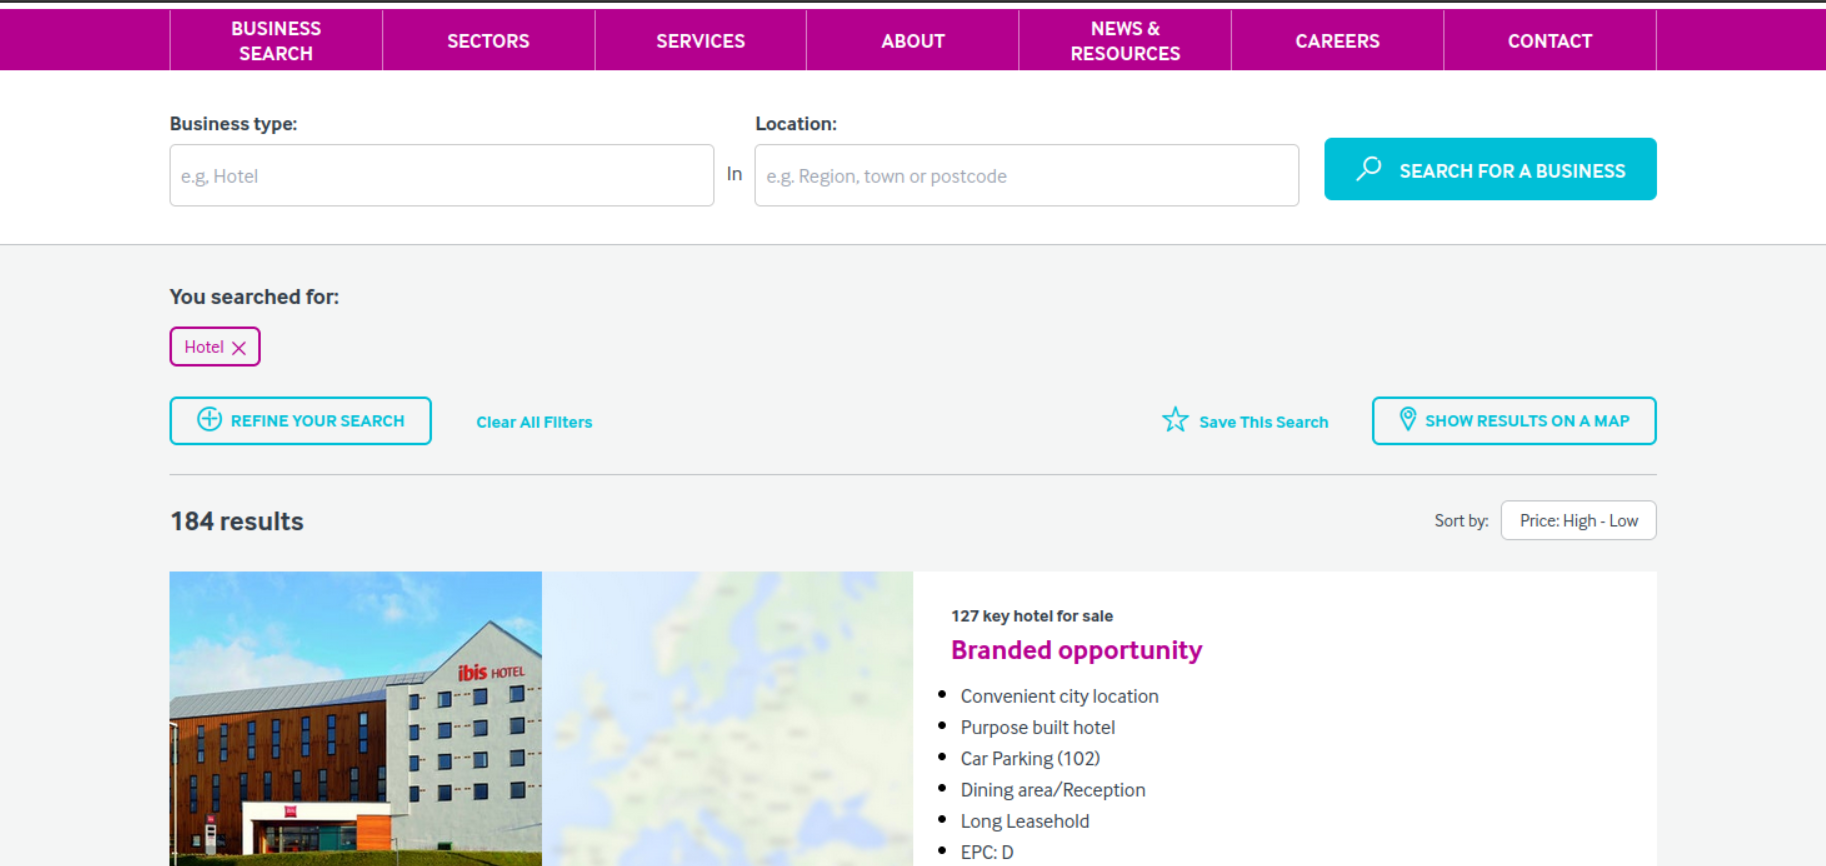 BUSINESS
SEARCH
SECTORS
SERVICES
ABOUT
NEWS &
RESOURCES
CAREERS
CONTACT
Business type:
Location:
e.g, Hotel
In
e.g. Region, town or postcode
SEARCH FOR A BUSINESS
You searched for:
Hotel
REFINE YOUR SEARCH
Clear All Filters
Save This Search
SHOW RESULTS ON A MAP
184 results
Sort by:
Price: High - Low
ibis HOTEL
127 key hotel for sale
Branded opportunity
Convenient city location
Purpose built hotel
Car Parking (102)
Dining area/Reception
Long Leasehold
EPC: D